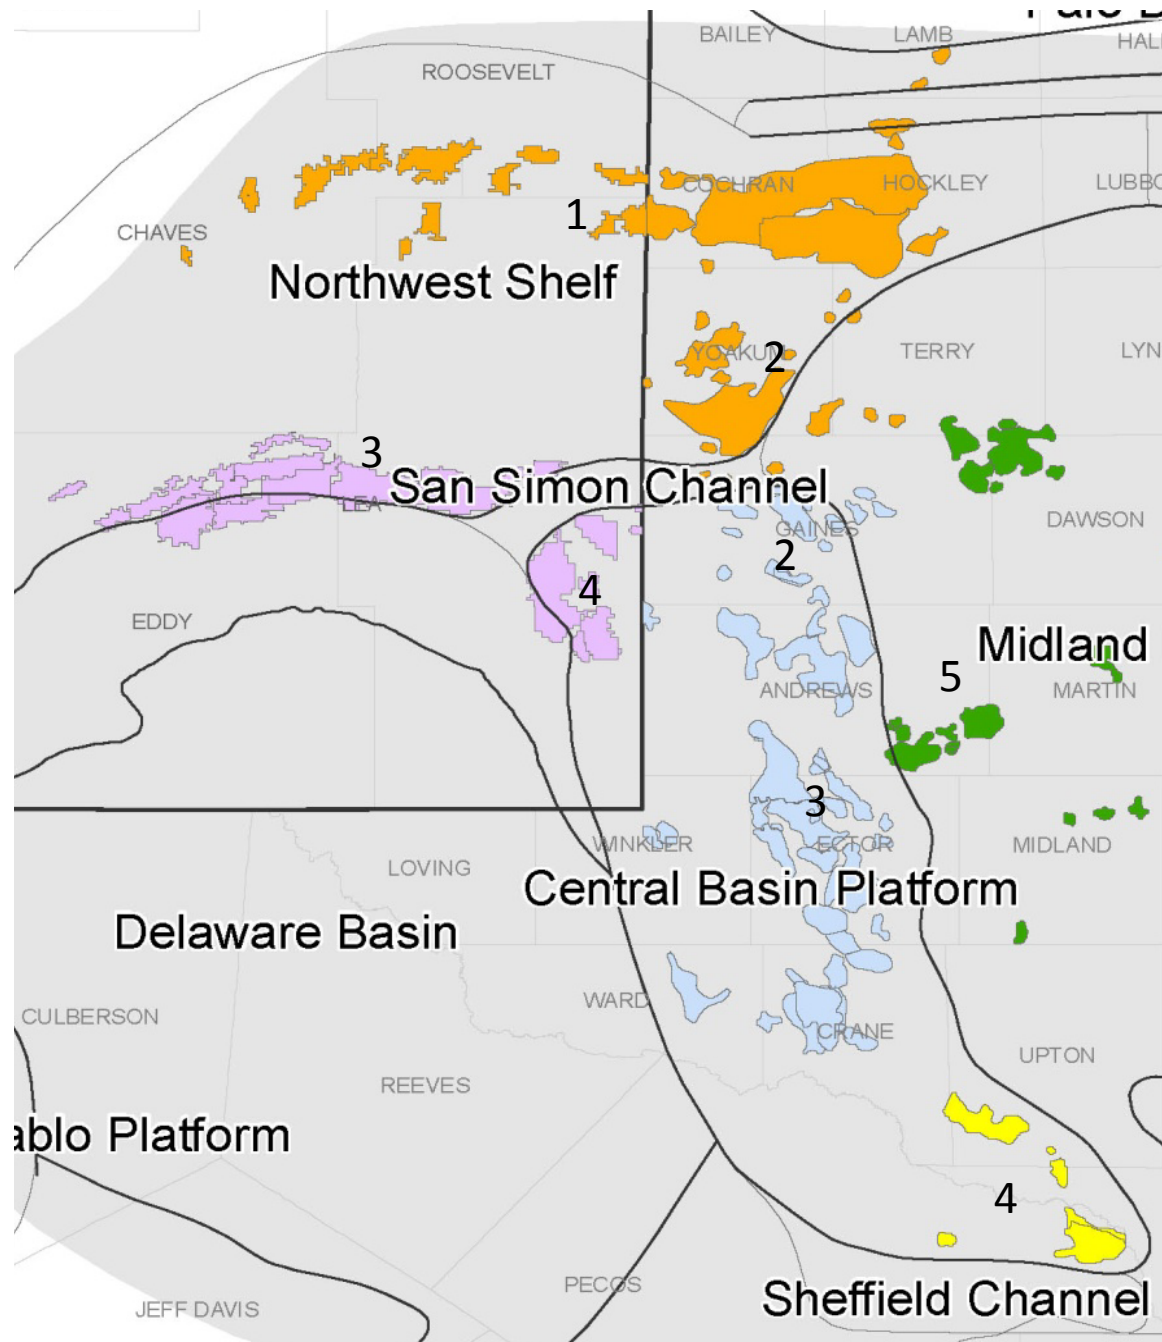 BAILEY
LAMB
HAL
ROOSEVELT
COCHRAN
HOCKLEY
LUBBO
1
CHAVES
Northwest Shelf
YOAKUM
2
TERRY
LYN
3
San Simon Channel
LEA
GAINES
DAWSON
2
4
EDDY
Midland
5
ANDREWS
MARTIN
3
WINKLER
ECTOR
MIDLAND
LOVING
Central Basin Platform
Delaware Basin
WARD
CULBERSON
CRANE
UPTON
REEVES
ablo Platform
4
PECOS
Sheffield Channel
JEFF DAVIS